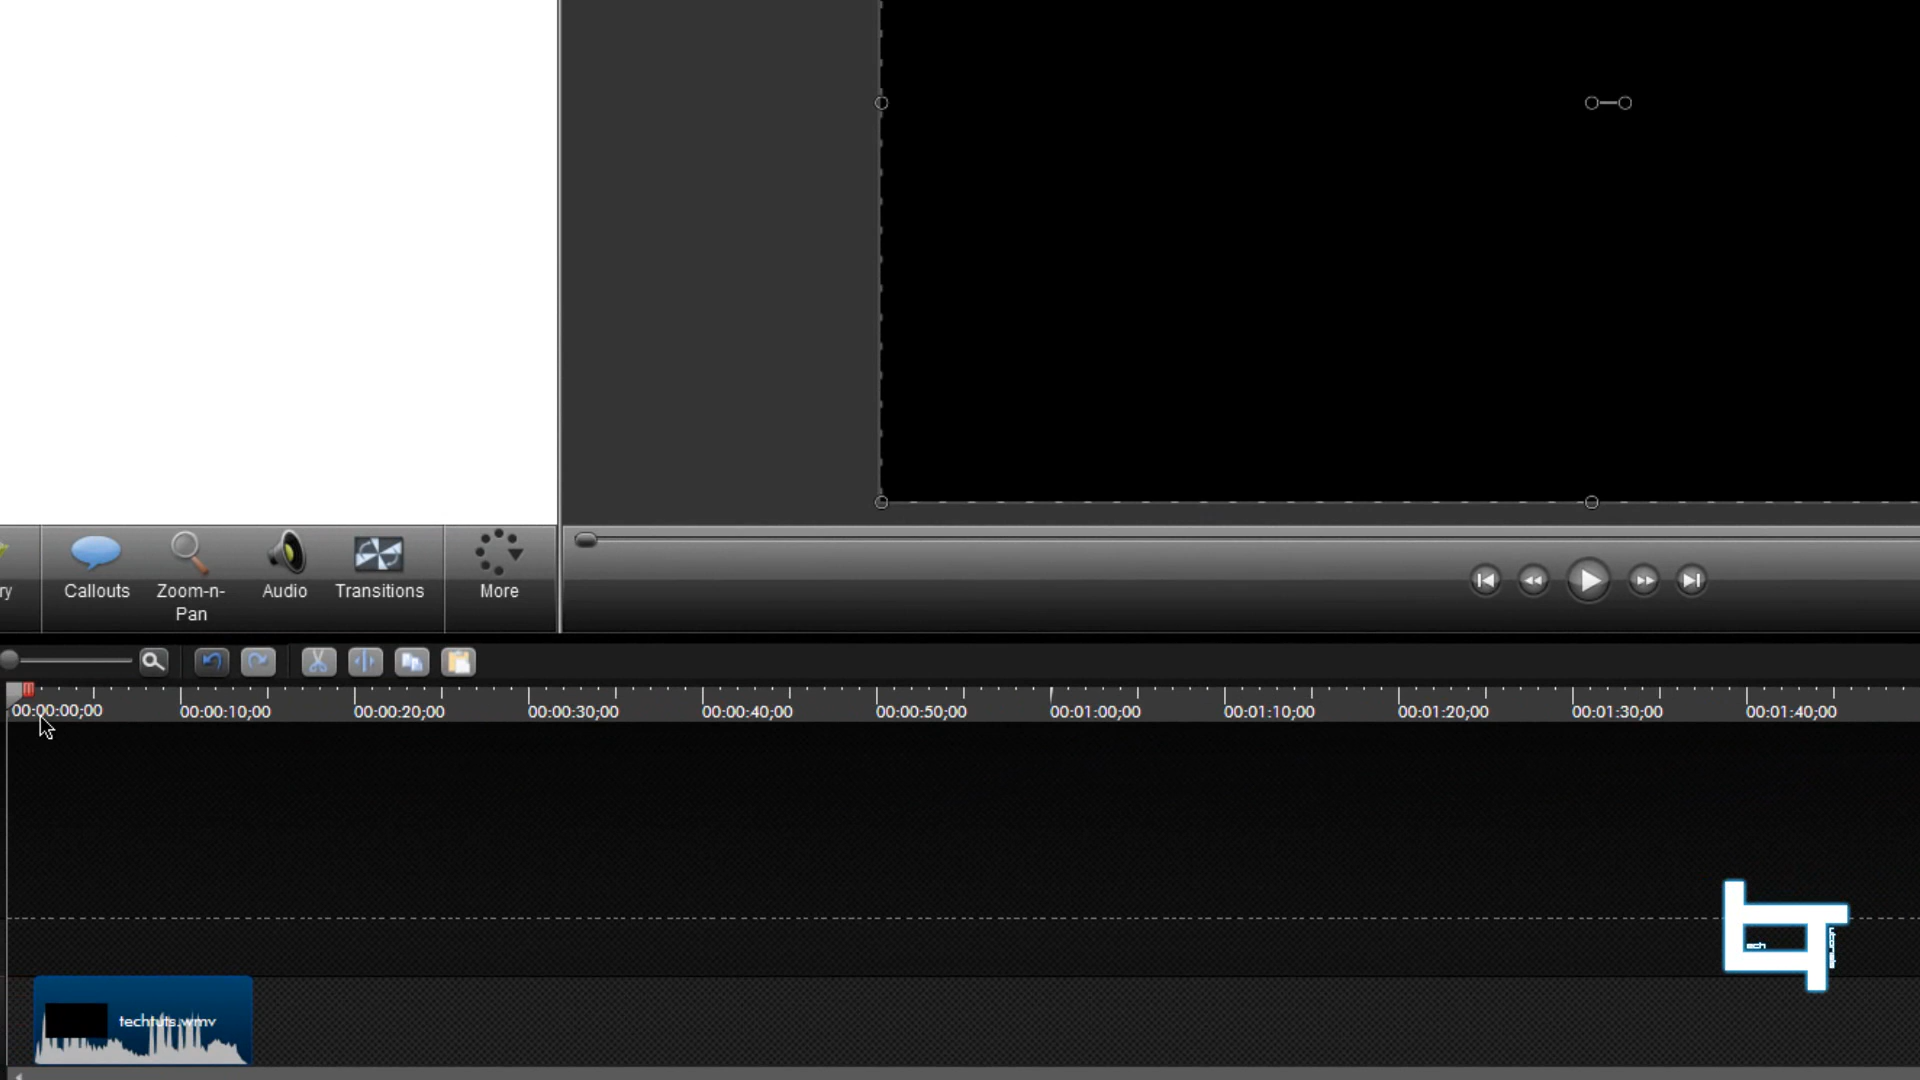 ry
Callouts
Zoom-n-
Pan
Audio
Transitions
More
00:00:00;00
00:00:10;00
00:00:20;00
00:00:30;00
00:00:40;00
00:00:50;00
00:01:00;00
00:01:10;00
00:01:20;00
00:01:30;00
00:01:40;00
ech
utorials
techtuts.wmv